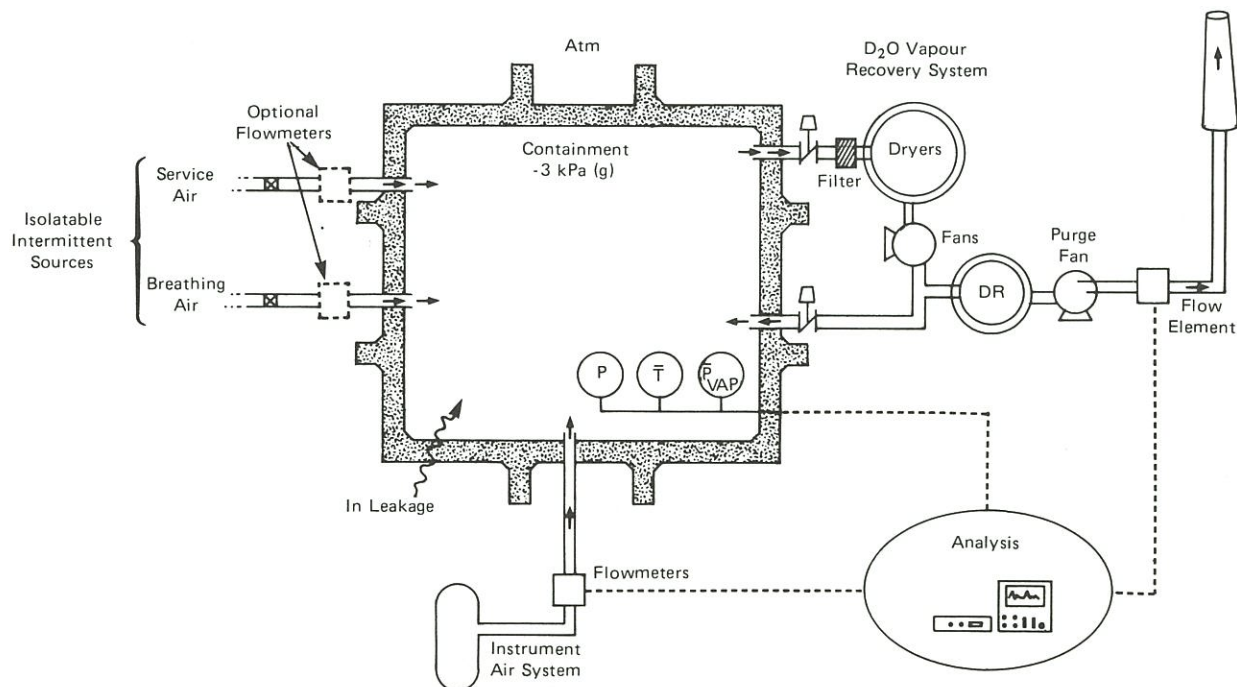 Atm
D₂O Vapour
Recovery System
Optional
Flowmeters
Containment
-3 kPa (g)
Dryers
Filter
Service
Air
Isolatable
Intermittent
Sources
Fans
Purge
Fan
Breathing
Air
DR
Flow
Element
P
T̄
P̄VAP
In Leakage
Analysis
Flowmeters
Instrument
Air System